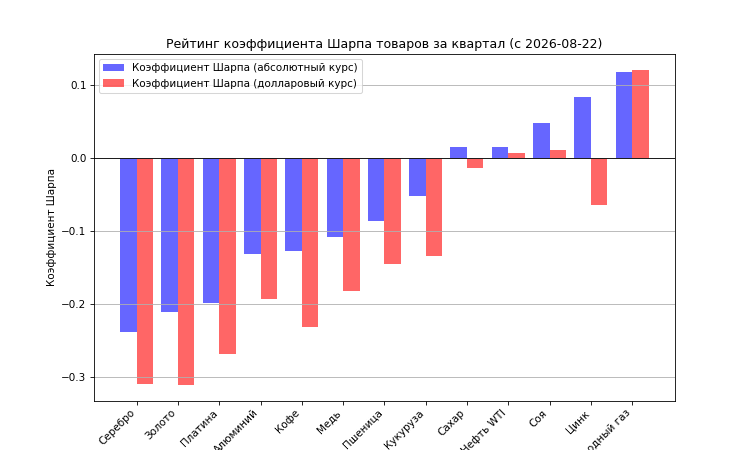 Рейтинг коэффициента Шарпа товаров за квартал (с 2026-08-22)
Коэффициент Шарпа (абсолютный курс)
Коэффициент Шарпа (долларовый курс)
Коэффициент Шарпа
0.1
0.0
−0.1
−0.2
−0.3
Серебро
Золото
Платина
Алюминий
Кофе
Медь
Пшеница
Кукуруза
Сахар
Нефть WTI
Соя
Цинк
одный газ